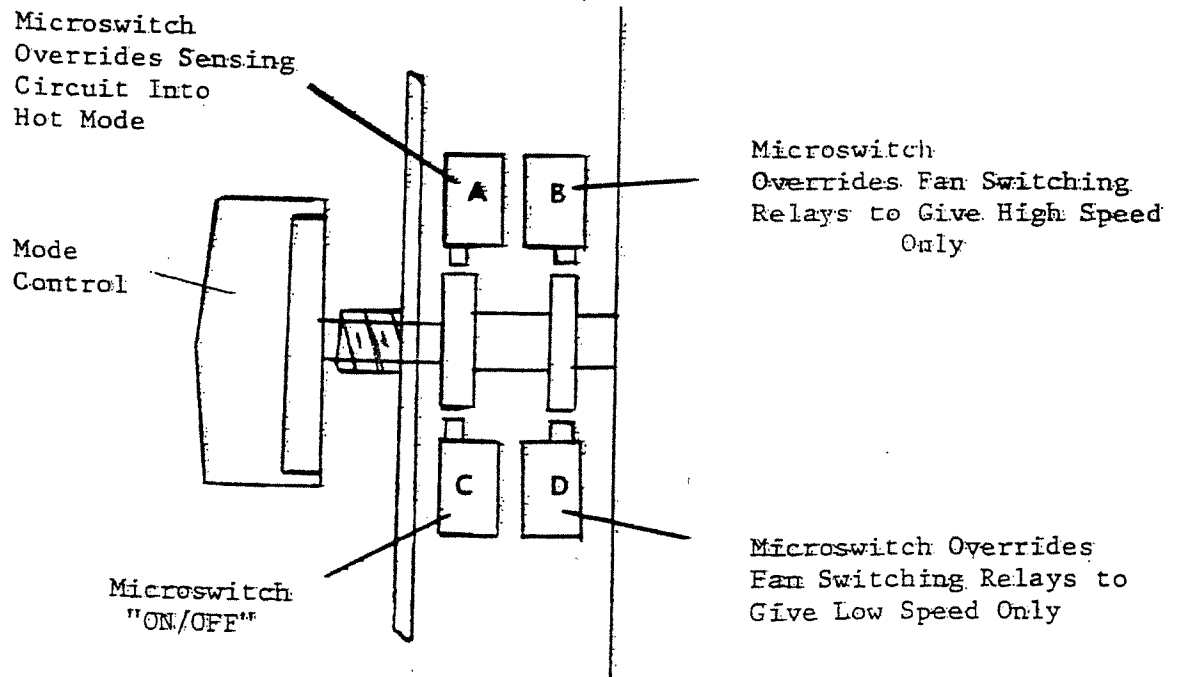 Microswitch
Overrides Sensing
Circuit Into
Hot Mode
A
B
Microswitch
Overrides Fan Switching
Relays to Give High Speed
Only
Mode
Control
C
D
Microswitch
"ON/OFF"
Microswitch Overrides
Fan Switching Relays to
Give Low Speed Only